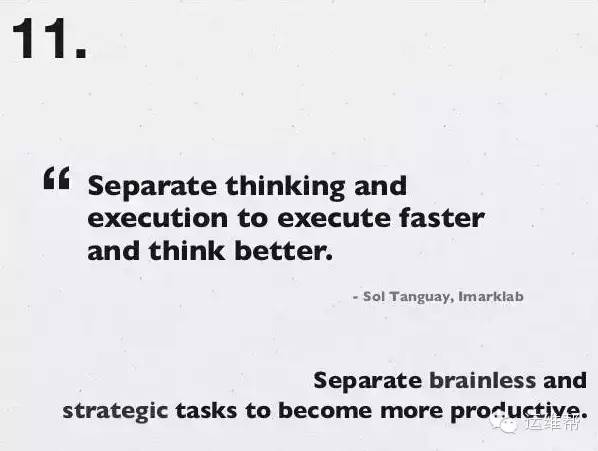 11.
“ Separate thinking and
execution to execute faster
and think better.
- Sol Tanguay, Imarklab
Separate brainless and
strategic tasks to become more productive.
运维帮